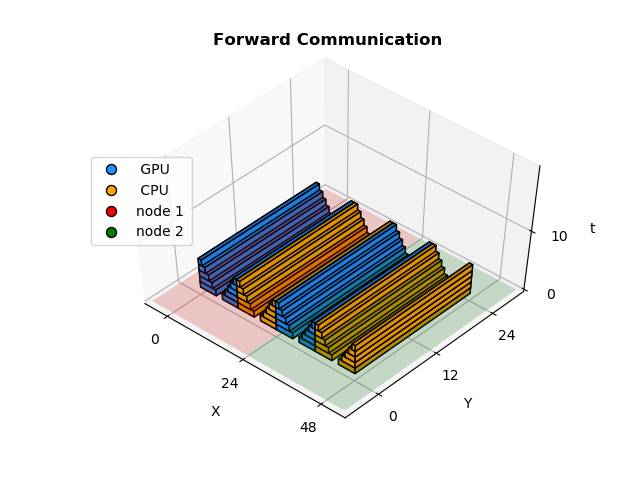 Forward Communication
GPU
CPU
node 1
node 2
t
10
0
0
24
48
X
0
12
24
Y